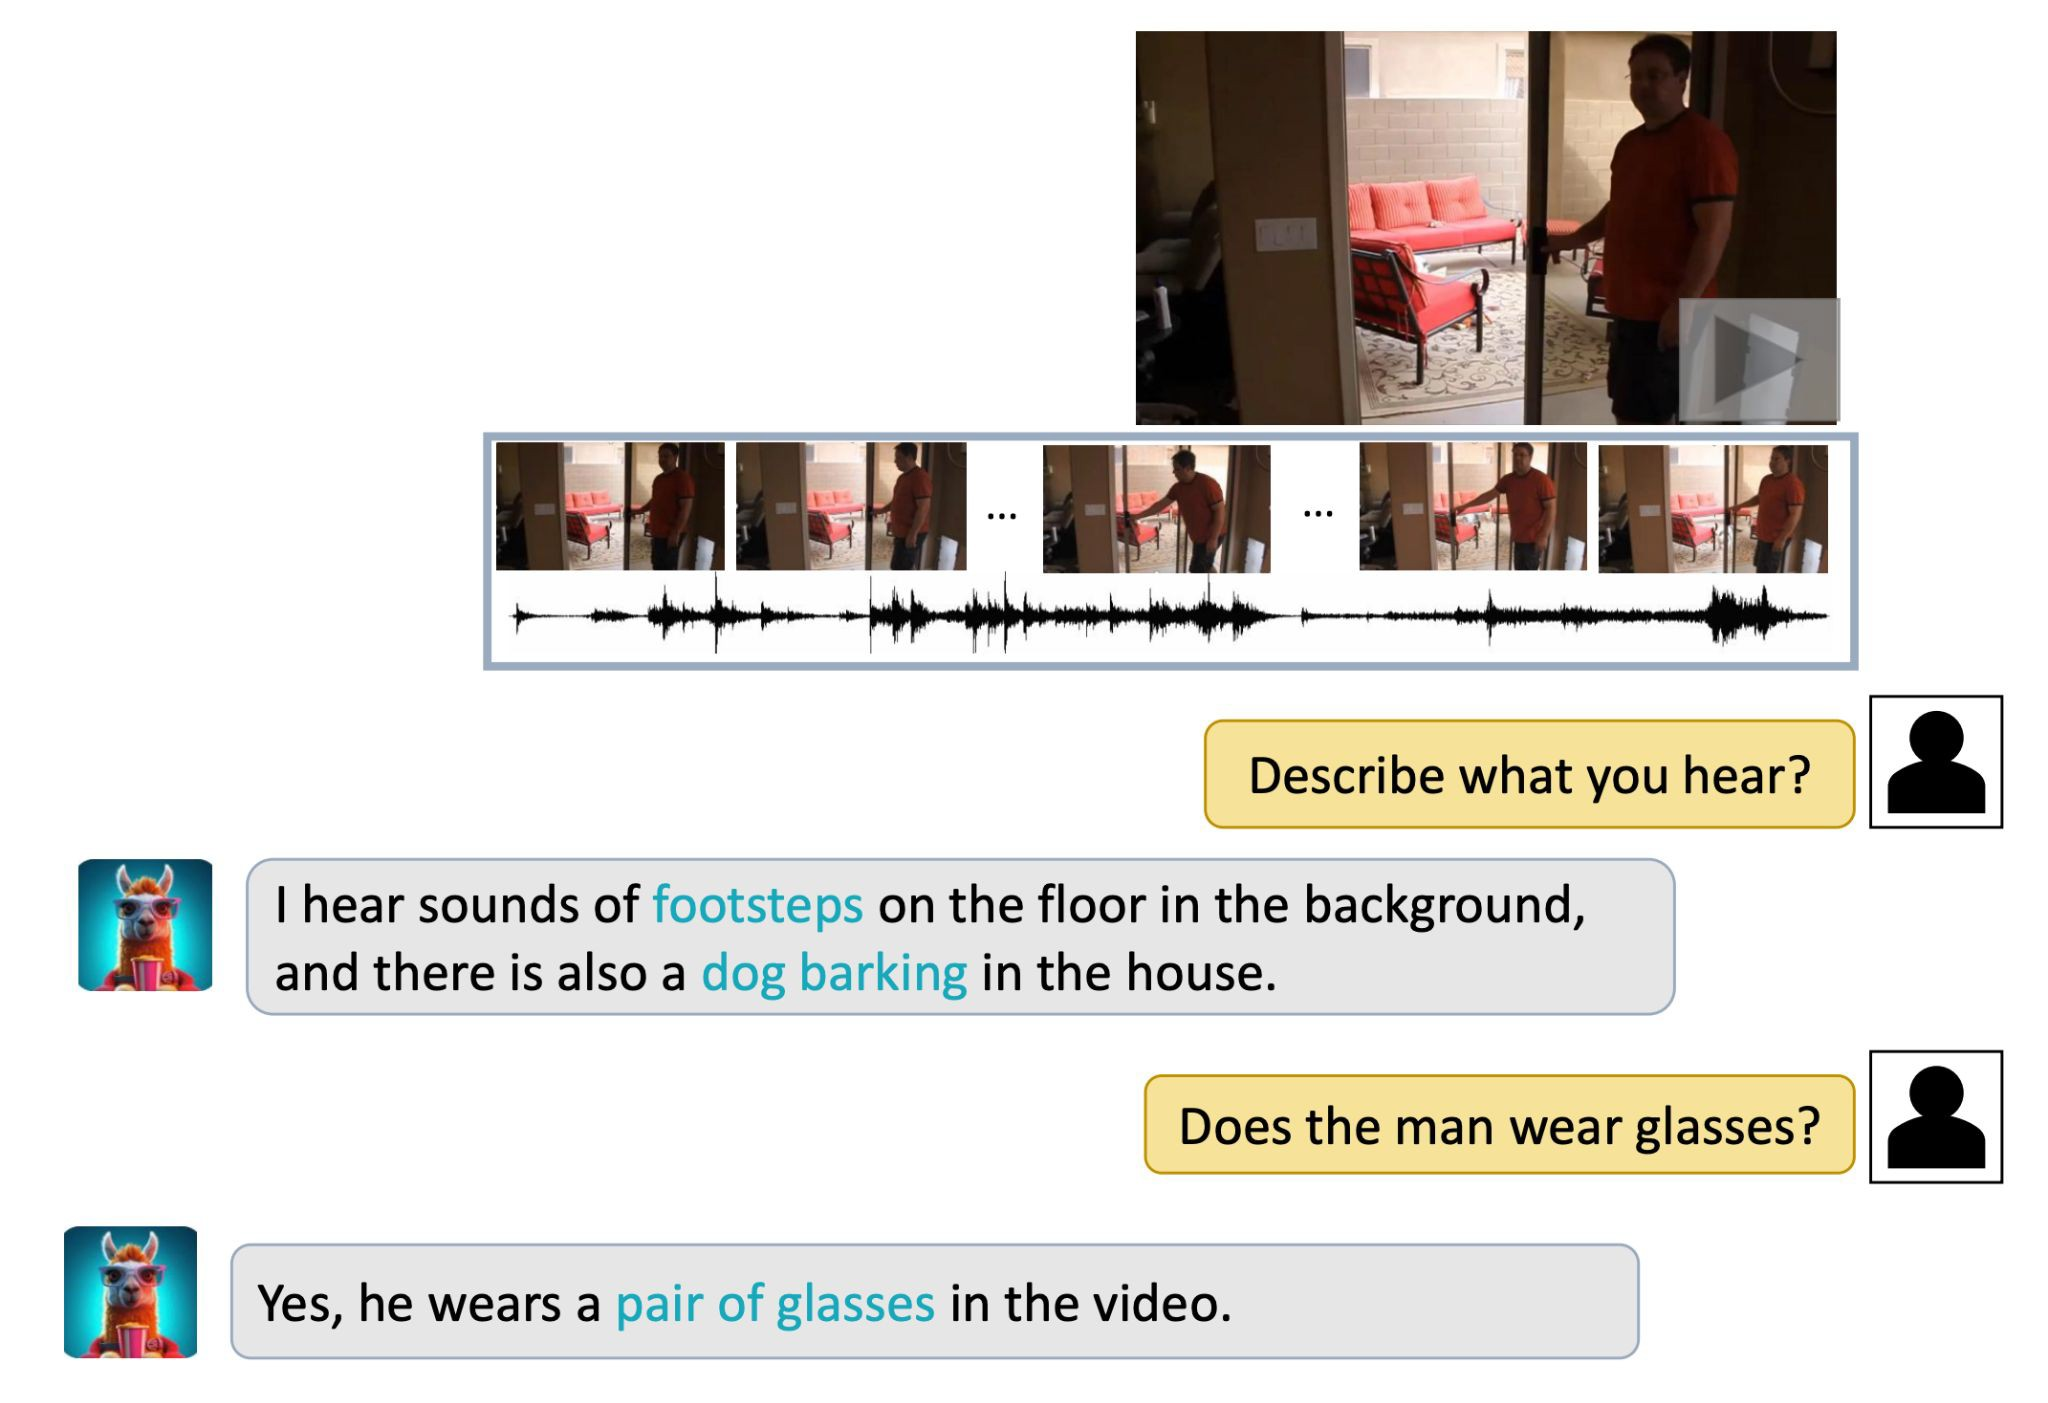 ...
...
Describe what you hear?
I hear sounds of footsteps on the floor in the background,
and there is also a dog barking in the house.
Does the man wear glasses?
Yes, he wears a pair of glasses in the video.